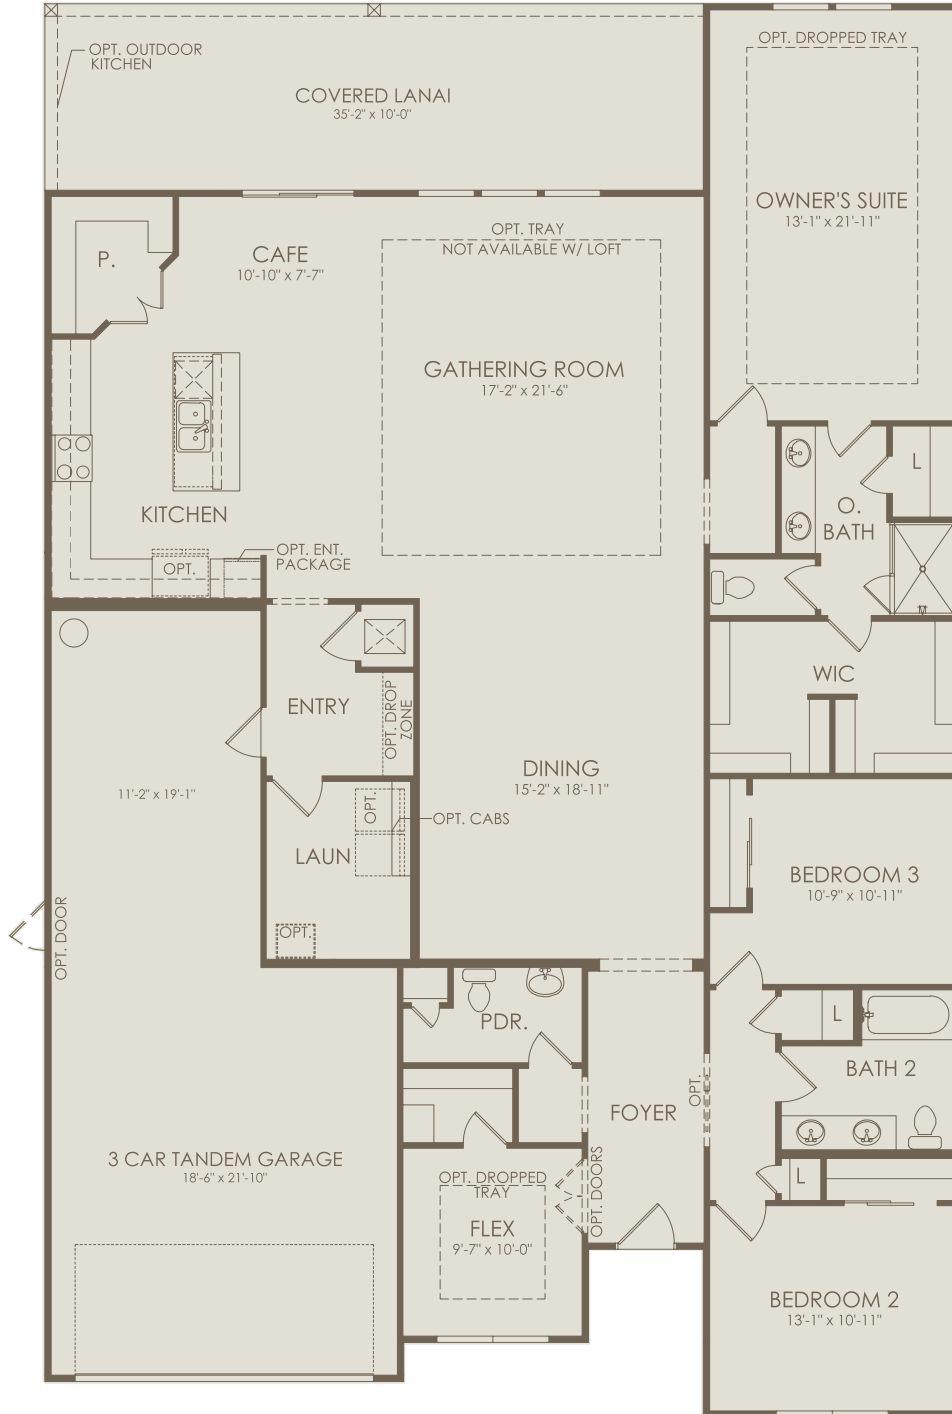 OPT. OUTDOOR
KITCHEN
COVERED LANAI
35'-2" x 10'-0"
OPT. DROPPED TRAY
OWNER'S SUITE
13'-1" x 21'-11"
P.
CAFE
10'-10" x 7'-7"
OPT. TRAY
NOT AVAILABLE W/ LOFT
GATHERING ROOM
17'-2" x 21'-6"
KITCHEN
OPT.
OPT. ENT.
PACKAGE
L
O.
BATH
WIC
ENTRY
OPT. DROP
ZONE
DINING
15'-2" x 18'-11"
11'-2" x 19'-1"
OPT.
OPT. CABS
LAUN
OPT.
OPT. DOOR
BEDROOM 3
10'-9" x 10'-11"
PDR.
L
BATH 2
OPT.
FOYER
3 CAR TANDEM GARAGE
18'-6" x 21'-10"
OPT. DROPPED
TRAY
FLEX
9'-7" x 10'-0"
OPT. DOORS
L
BEDROOM 2
13'-1" x 10'-11"